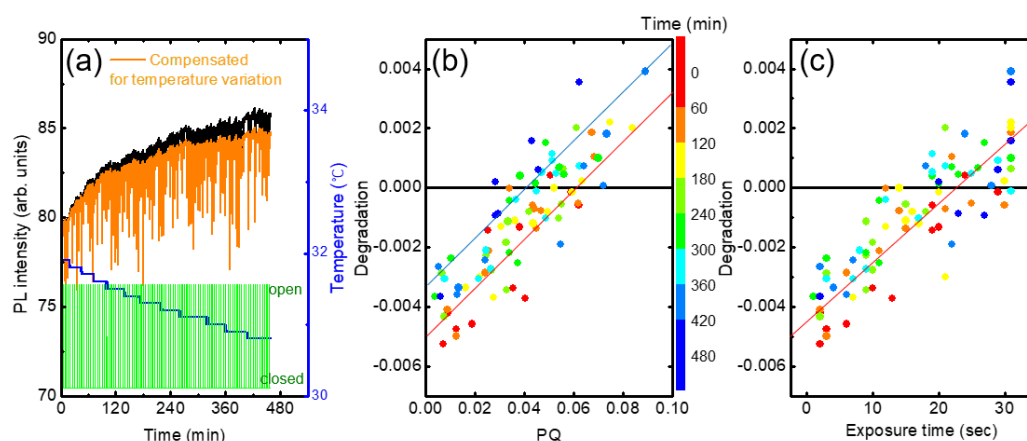 (a)
Compensated
for temperature variation
open
closed
90
85
80
75
70
PL intensity (arb. units)
34
32
30
Temperature (℃)
0
120
240
360
480
Time (min)
(b)
0.004
0.002
0.000
-0.002
-0.004
-0.006
Degradation
0.00
0.02
0.04
0.06
0.08
0.10
PQ
Time (min)
0
60
120
180
240
300
360
420
480
(c)
0.004
0.002
0.000
-0.002
-0.004
-0.006
Degradation
0
10
20
30
Exposure time (sec)